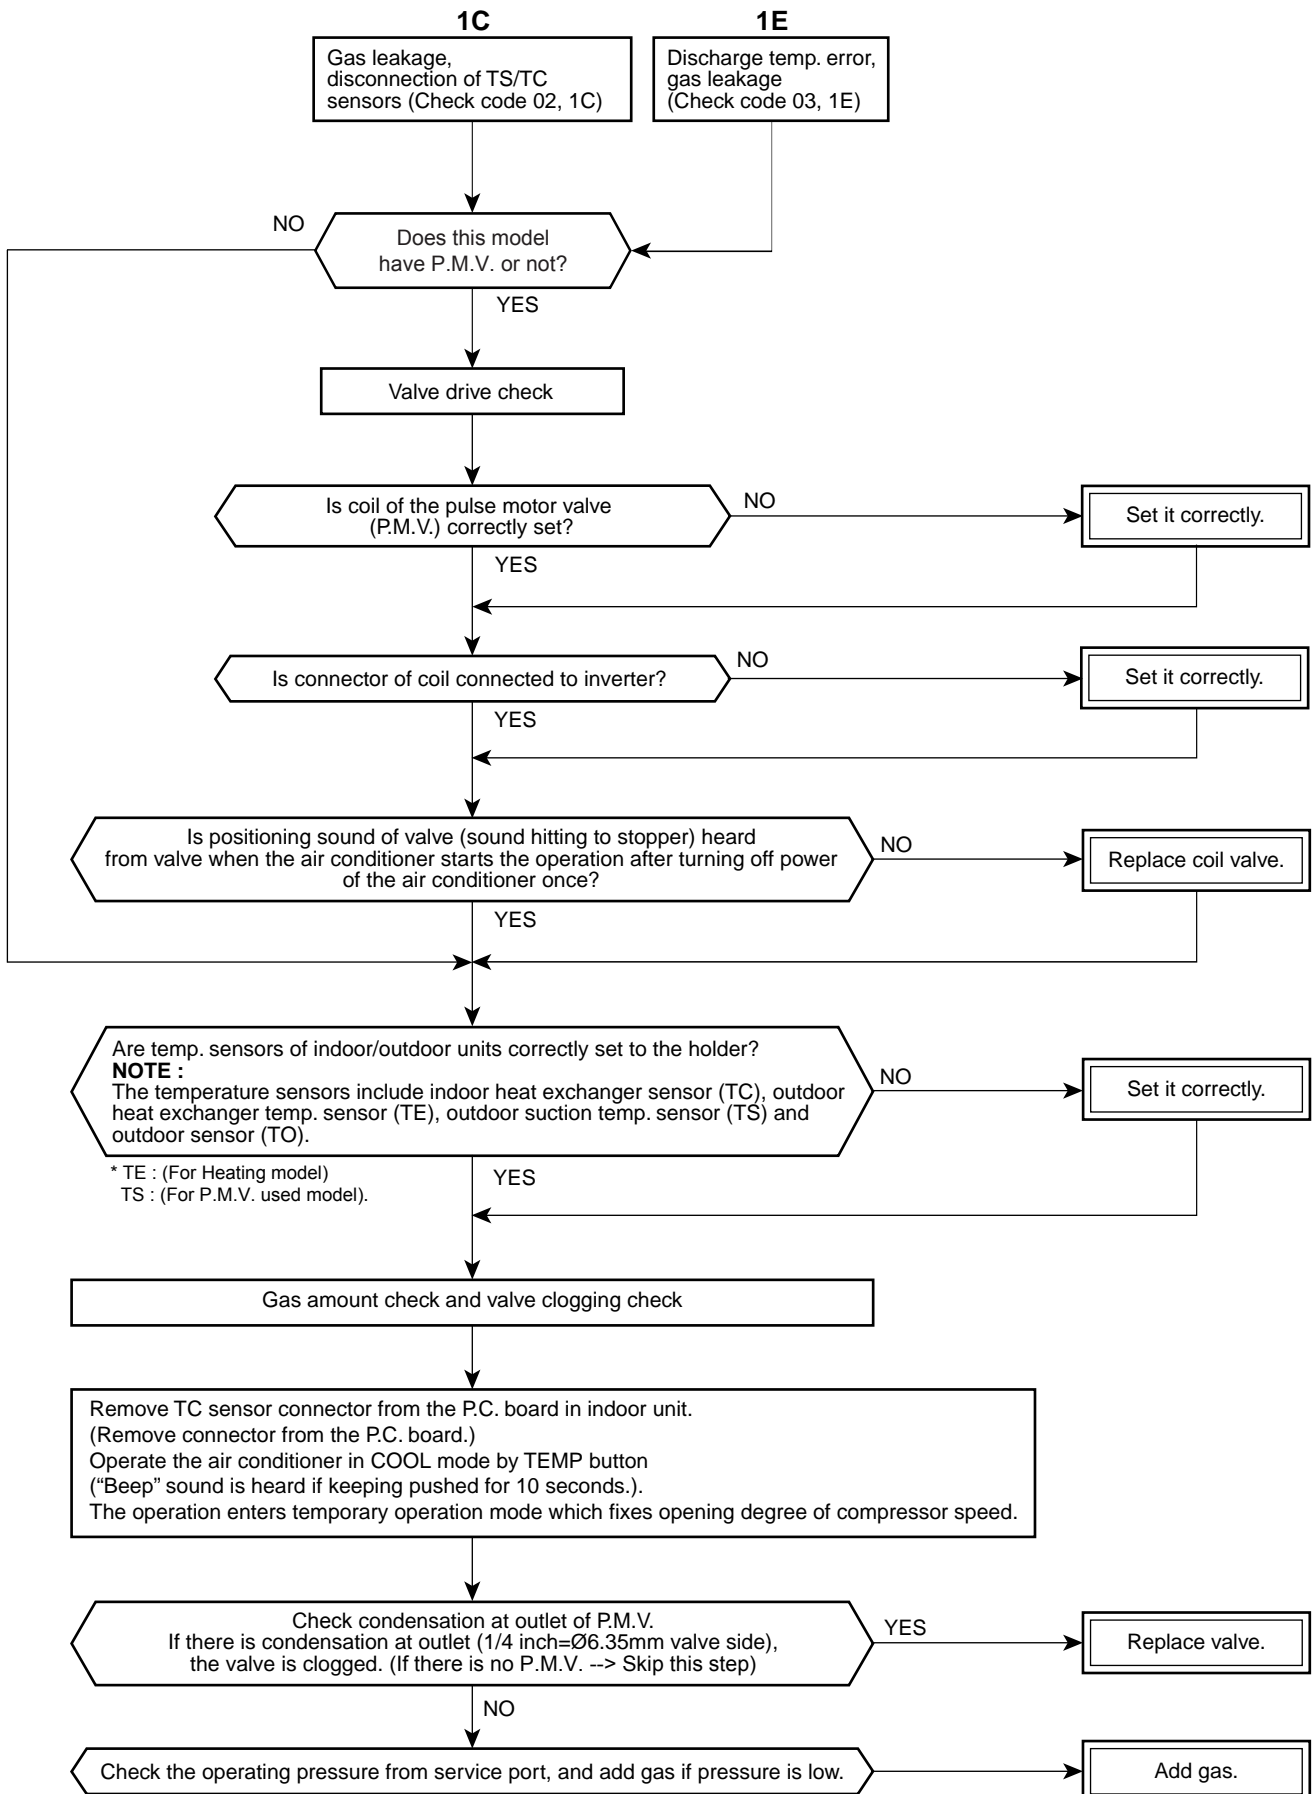 1C
Gas leakage,
disconnection of TS/TC
sensors (Check code 02, 1C)
1E
Discharge temp. error,
gas leakage
(Check code 03, 1E)
NO
Does this model
have P.M.V. or not?
YES
Valve drive check
Is coil of the pulse motor valve
(P.M.V.) correctly set?
NO
Set it correctly.
YES
Is connector of coil connected to inverter?
NO
Set it correctly.
YES
Is positioning sound of valve (sound hitting to stopper) heard
from valve when the air conditioner starts the operation after turning off power
of the air conditioner once?
NO
Replace coil valve.
YES
Are temp. sensors of indoor/outdoor units correctly set to the holder?
NOTE :
The temperature sensors include indoor heat exchanger sensor (TC), outdoor
heat exchanger temp. sensor (TE), outdoor suction temp. sensor (TS) and
outdoor sensor (TO).
NO
Set it correctly.
* TE : (For Heating model)
TS : (For P.M.V. used model).
YES
Gas amount check and valve clogging check
Remove TC sensor connector from the P.C. board in indoor unit.
(Remove connector from the P.C. board.)
Operate the air conditioner in COOL mode by TEMP button
(“Beep” sound is heard if keeping pushed for 10 seconds.).
The operation enters temporary operation mode which fixes opening degree of compressor speed.
Check condensation at outlet of P.M.V.
If there is condensation at outlet (1/4 inch=Ø6.35mm valve side),
the valve is clogged. (If there is no P.M.V. --> Skip this step)
YES
Replace valve.
NO
Check the operating pressure from service port, and add gas if pressure is low.
Add gas.